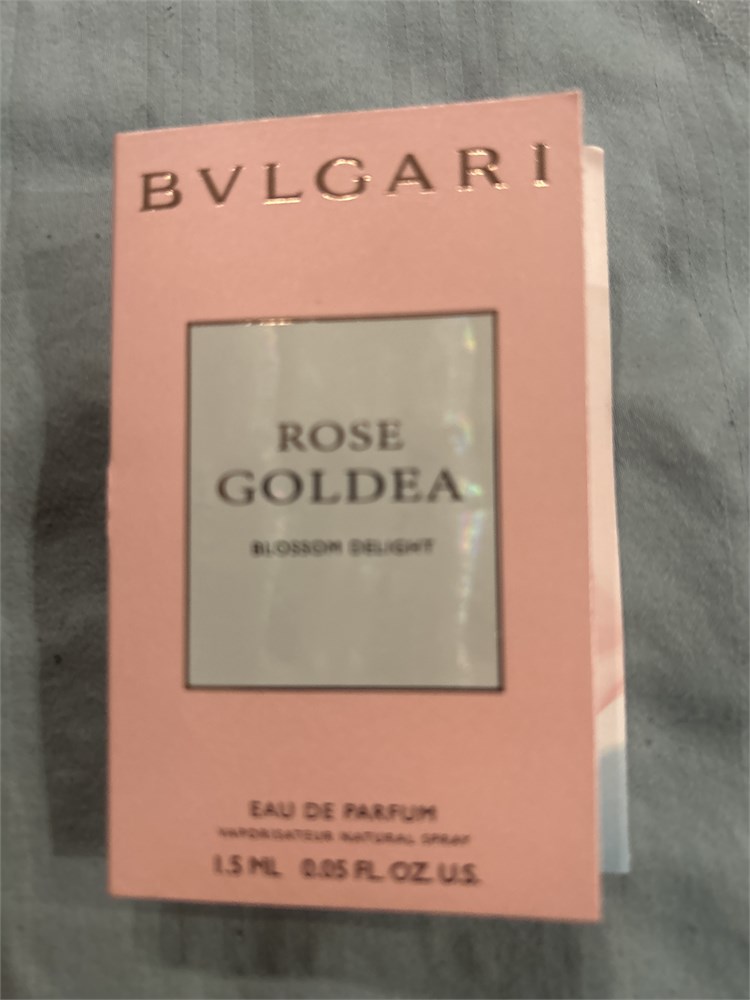 BVLGARI
ROSE
GOLDEA
BLOSSOM DELIGHT
EAU DE PARFUM
VAPORISATEUR NATURAL SPRAY
1.5 ML 0.05 FL. OZ. U.S.